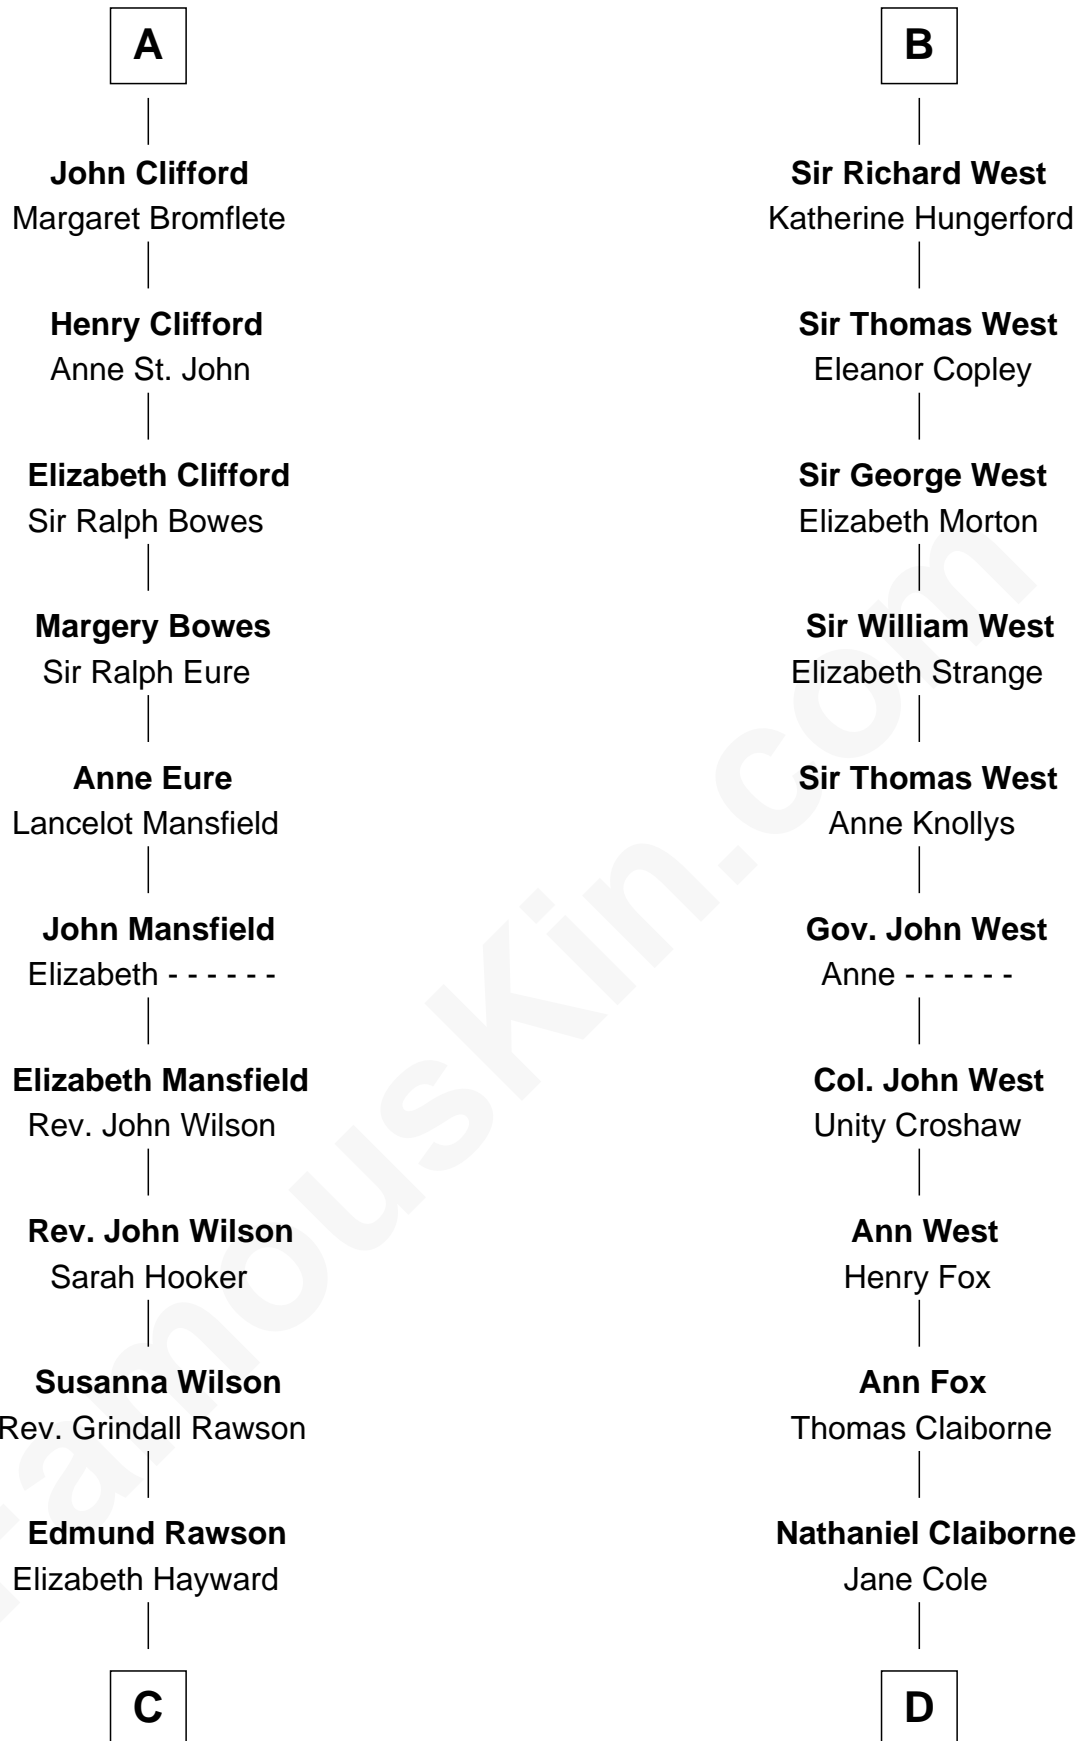 A
John Clifford
Margaret Bromflete
Henry Clifford
Anne St. John
Elizabeth Clifford
Sir Ralph Bowes
Margery Bowes
Sir Ralph Eure
Anne Eure
Lancelot Mansfield
John Mansfield
Elizabeth - - - - - -
Elizabeth Mansfield
Rev. John Wilson
Rev. John Wilson
Sarah Hooker
Susanna Wilson
Rev. Grindall Rawson
Edmund Rawson
Elizabeth Hayward
C
B
Sir Richard West
Katherine Hungerford
Sir Thomas West
Eleanor Copley
Sir George West
Elizabeth Morton
Sir William West
Elizabeth Strange
Sir Thomas West
Anne Knollys
Gov. John West
Anne - - - - - -
Col. John West
Unity Croshaw
Ann West
Henry Fox
Ann Fox
Thomas Claiborne
Nathaniel Claiborne
Jane Cole
D
FamousKin.com